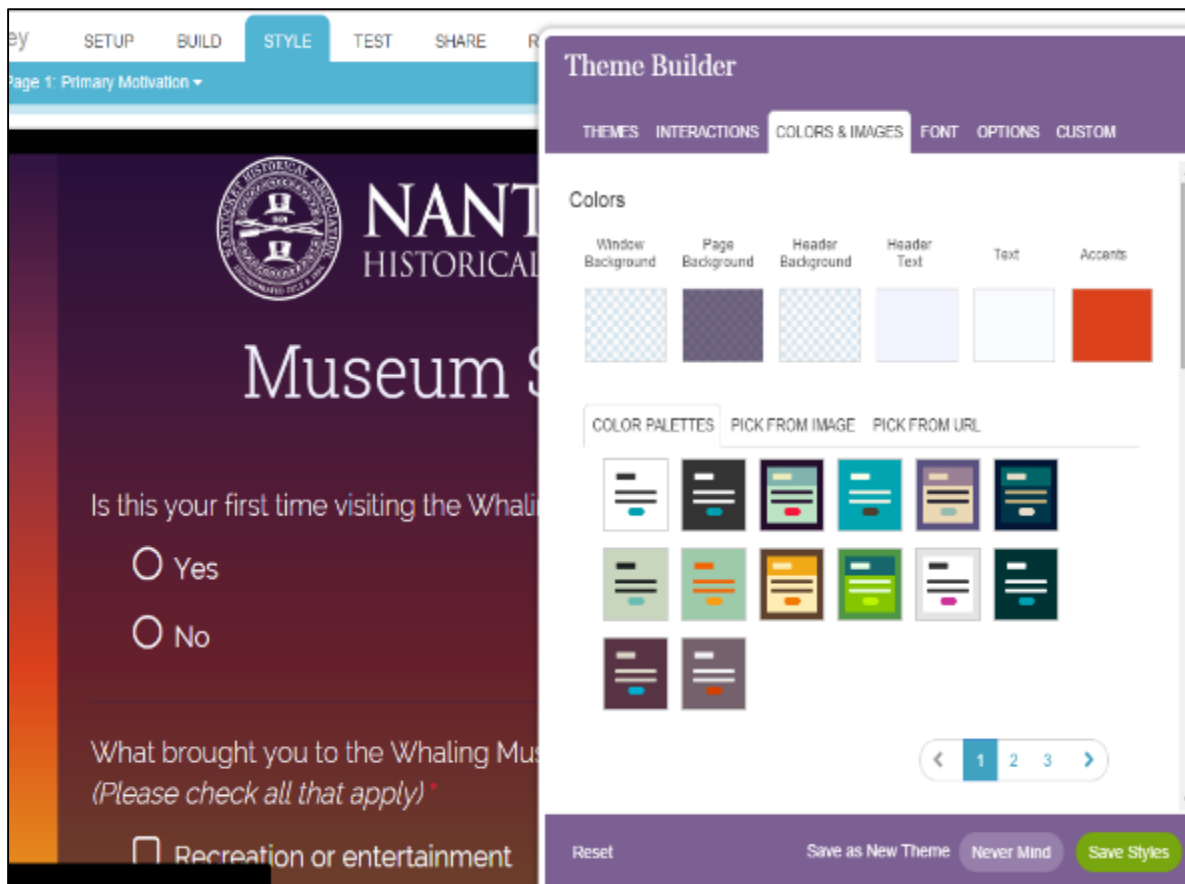 ey SETUP BUILD STYLE TEST SHARE R
Page 1: Primary Motivation
NANTUCKET HISTORICAL ASSOCIATION
NANT
HISTORICAL
Museum S
Is this your first time visiting the Whali
Yes
No
What brought you to the Whaling Mus
(Please check all that apply) *
Recreation or entertainment
Theme Builder
THEMES INTERACTIONS COLORS & IMAGES FONT OPTIONS CUSTOM
Colors
Window Background
Page Background
Header Background
Header Text
Text
Accents
COLOR PALETTES PICK FROM IMAGE PICK FROM URL
< 1 2 3 >
Reset Save as New Theme Never Mind Save Styles